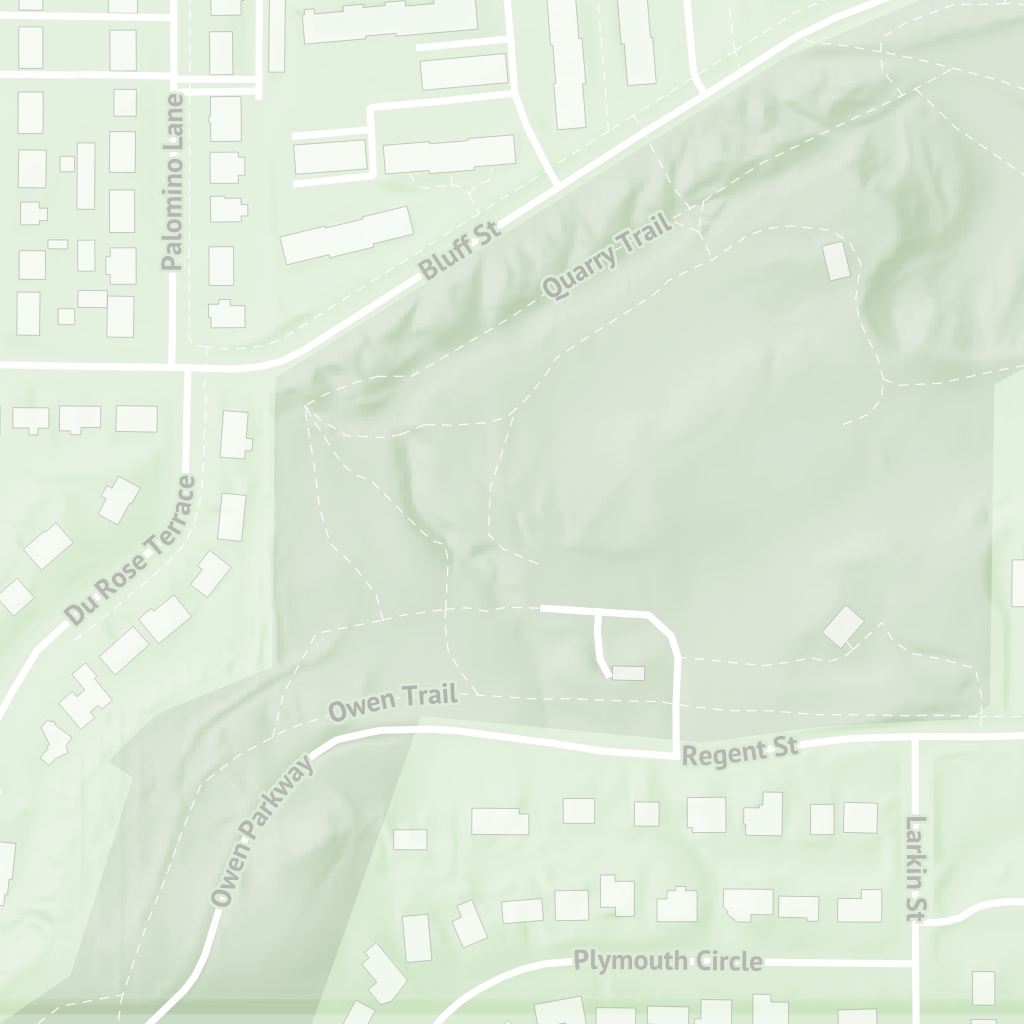 Palomino Lane
Bluff St
Quarry Trail
Du Rose Terrace
Owen Trail
Regent St
Owen Parkway
Larkin St
Plymouth Circle